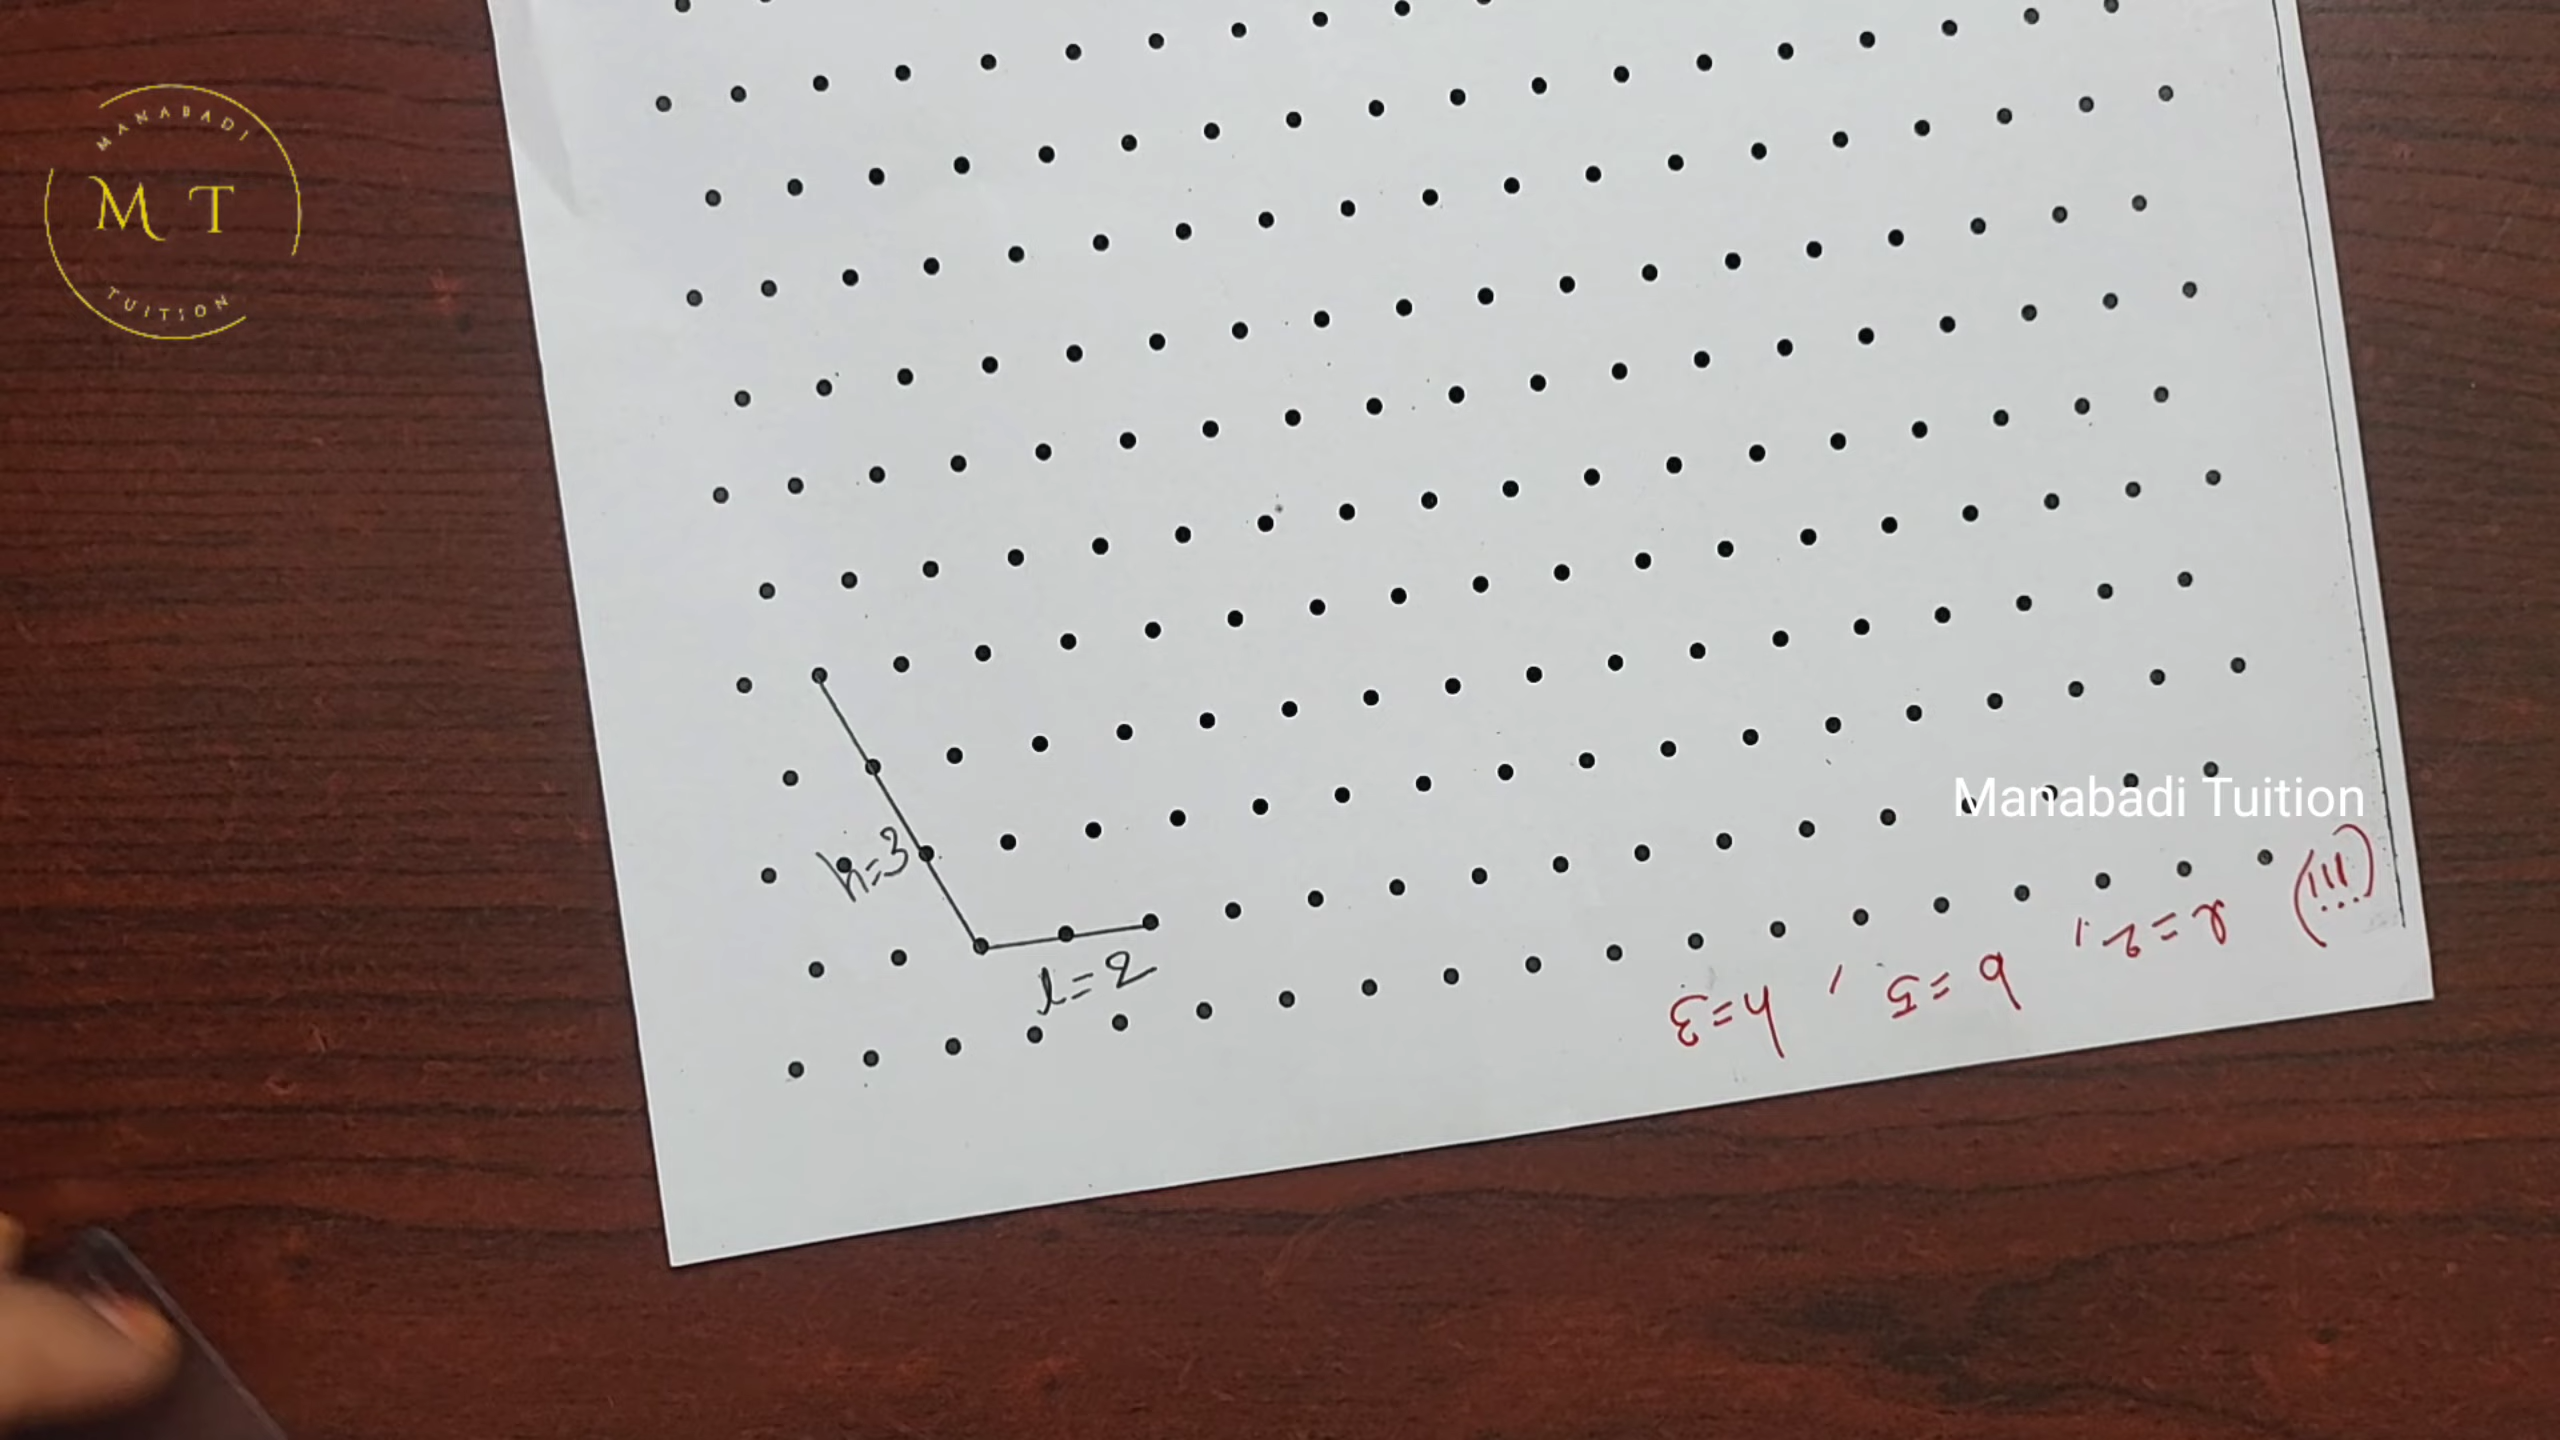 MANABADI
M T
TUITION
Manabadi Tuition
h=3
l=2
(iii) l=2, b=5, h=3